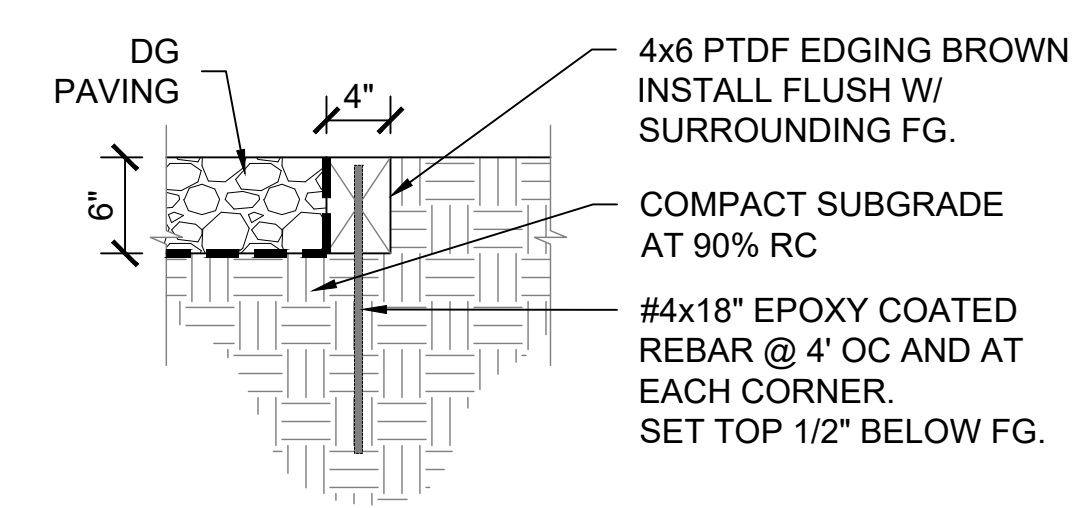 DG
PAVING
4"
6"
4x6 PTDF EDGING BROWN
INSTALL FLUSH W/
SURROUNDING FG.
COMPACT SUBGRADE
AT 90% RC
#4x18" EPOXY COATED
REBAR @ 4' OC AND AT
EACH CORNER.
SET TOP 1/2" BELOW FG.